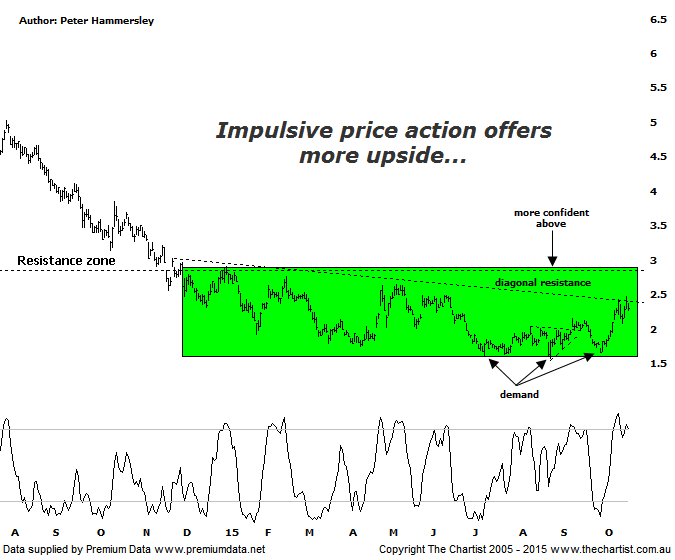 Author: Peter Hammersley
6.5
6
5.5
Impulsive price action offers
more upside...
5
4.5
4
3.5
more confident
above
Resistance zone
3
diagonal resistance
2.5
2
1.5
demand
A S O N D 15 F M A M J J A S O
Data supplied by Premium Data www.premiumdata.net
Copyright The Chartist 2005 - 2015 www.thechartist.com.au